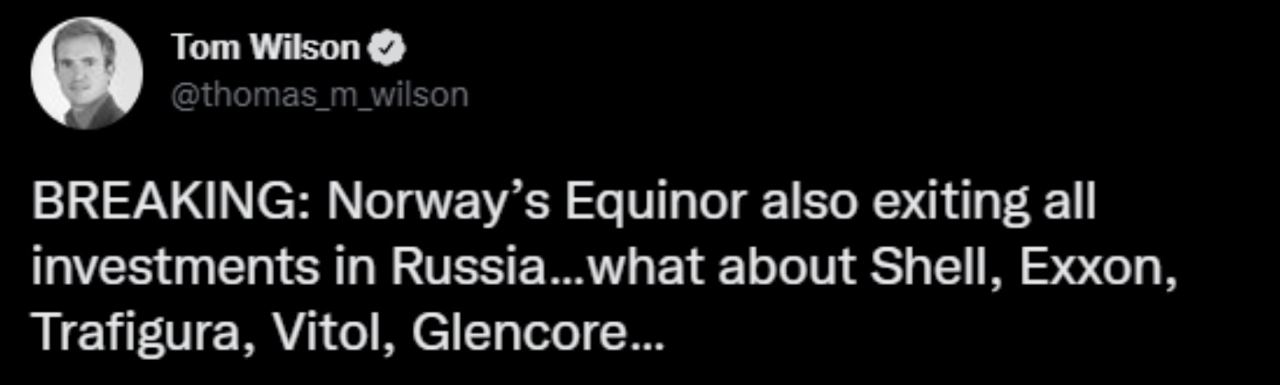 Tom Wilson
@thomas_m_wilson
BREAKING: Norway’s Equinor also exiting all
investments in Russia...what about Shell, Exxon,
Trafigura, Vitol, Glencore...